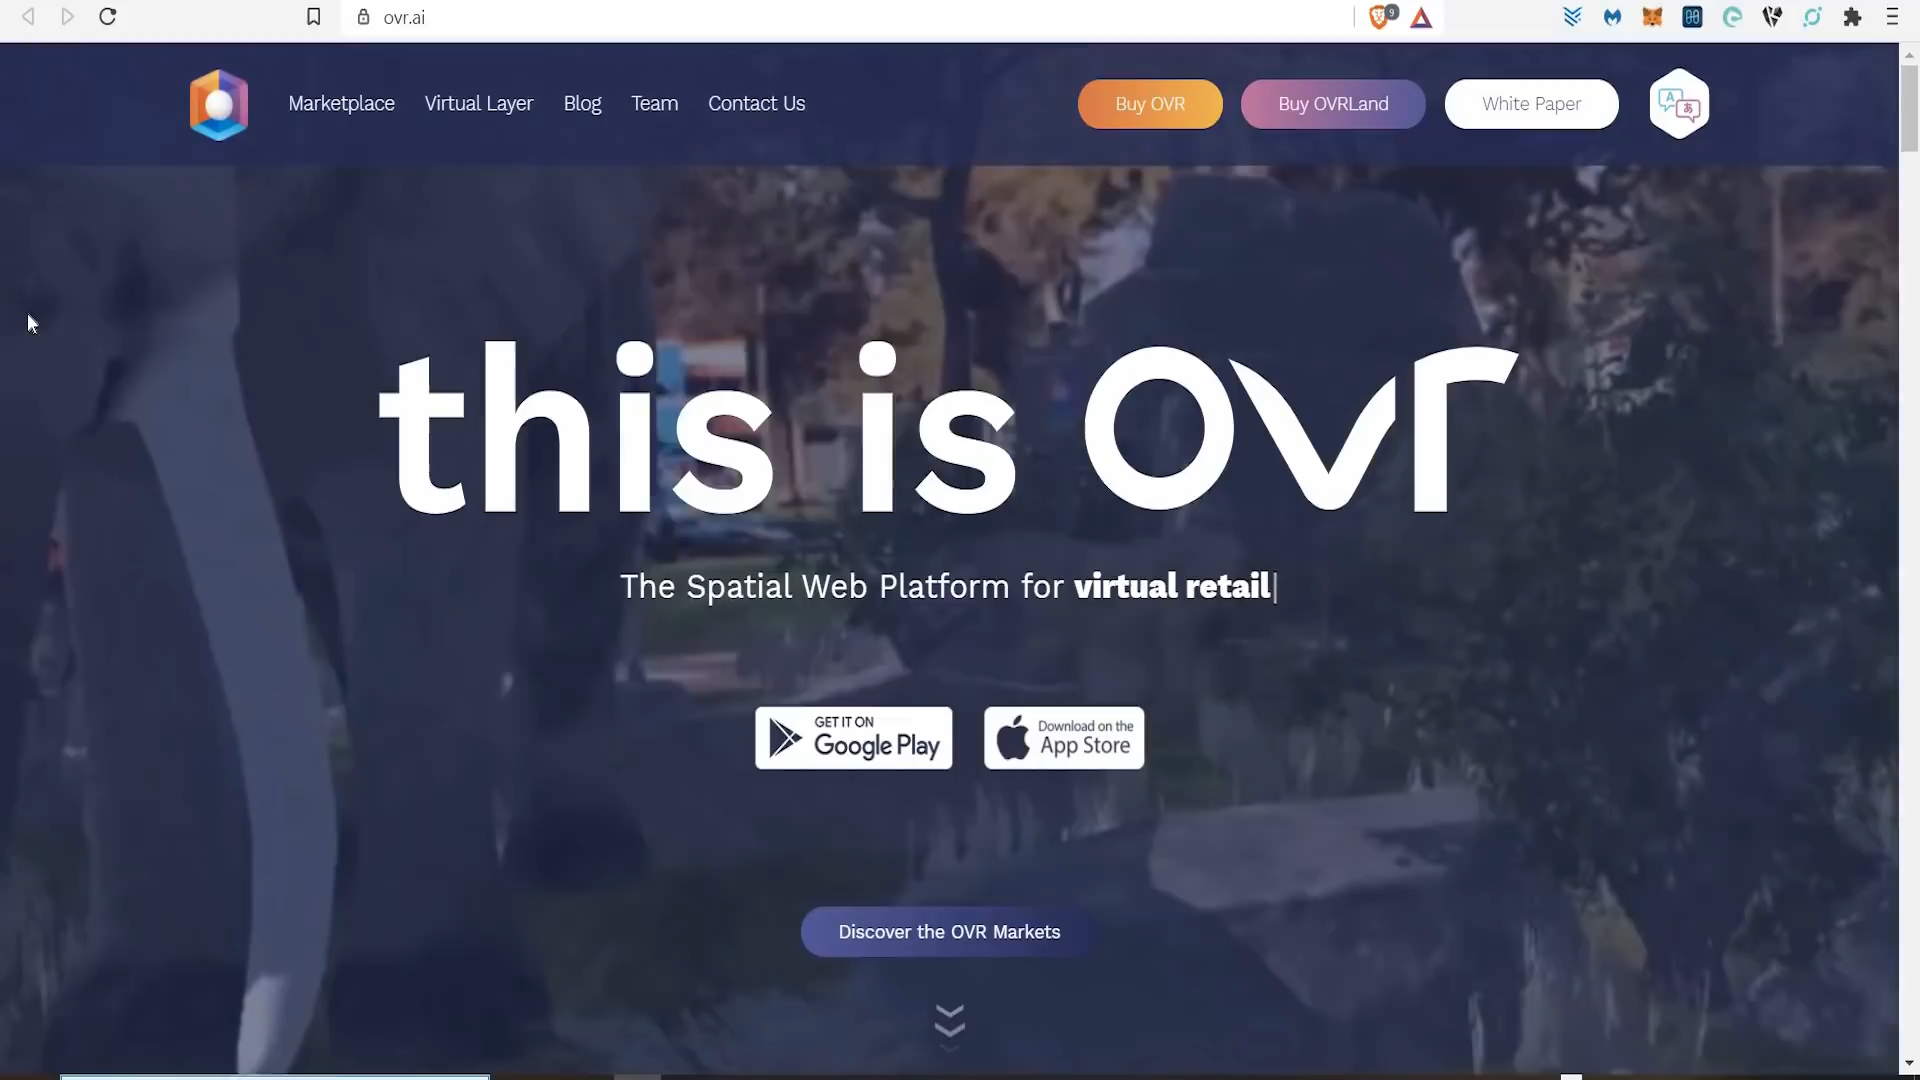 ovr.ai
9
Marketplace
Virtual Layer
Blog
Team
Contact Us
Buy OVR
Buy OVRLand
White Paper
A
あ
this is OVr
The Spatial Web Platform for virtual retail|
GET IT ON
Google Play
Download on the
App Store
Discover the OVR Markets